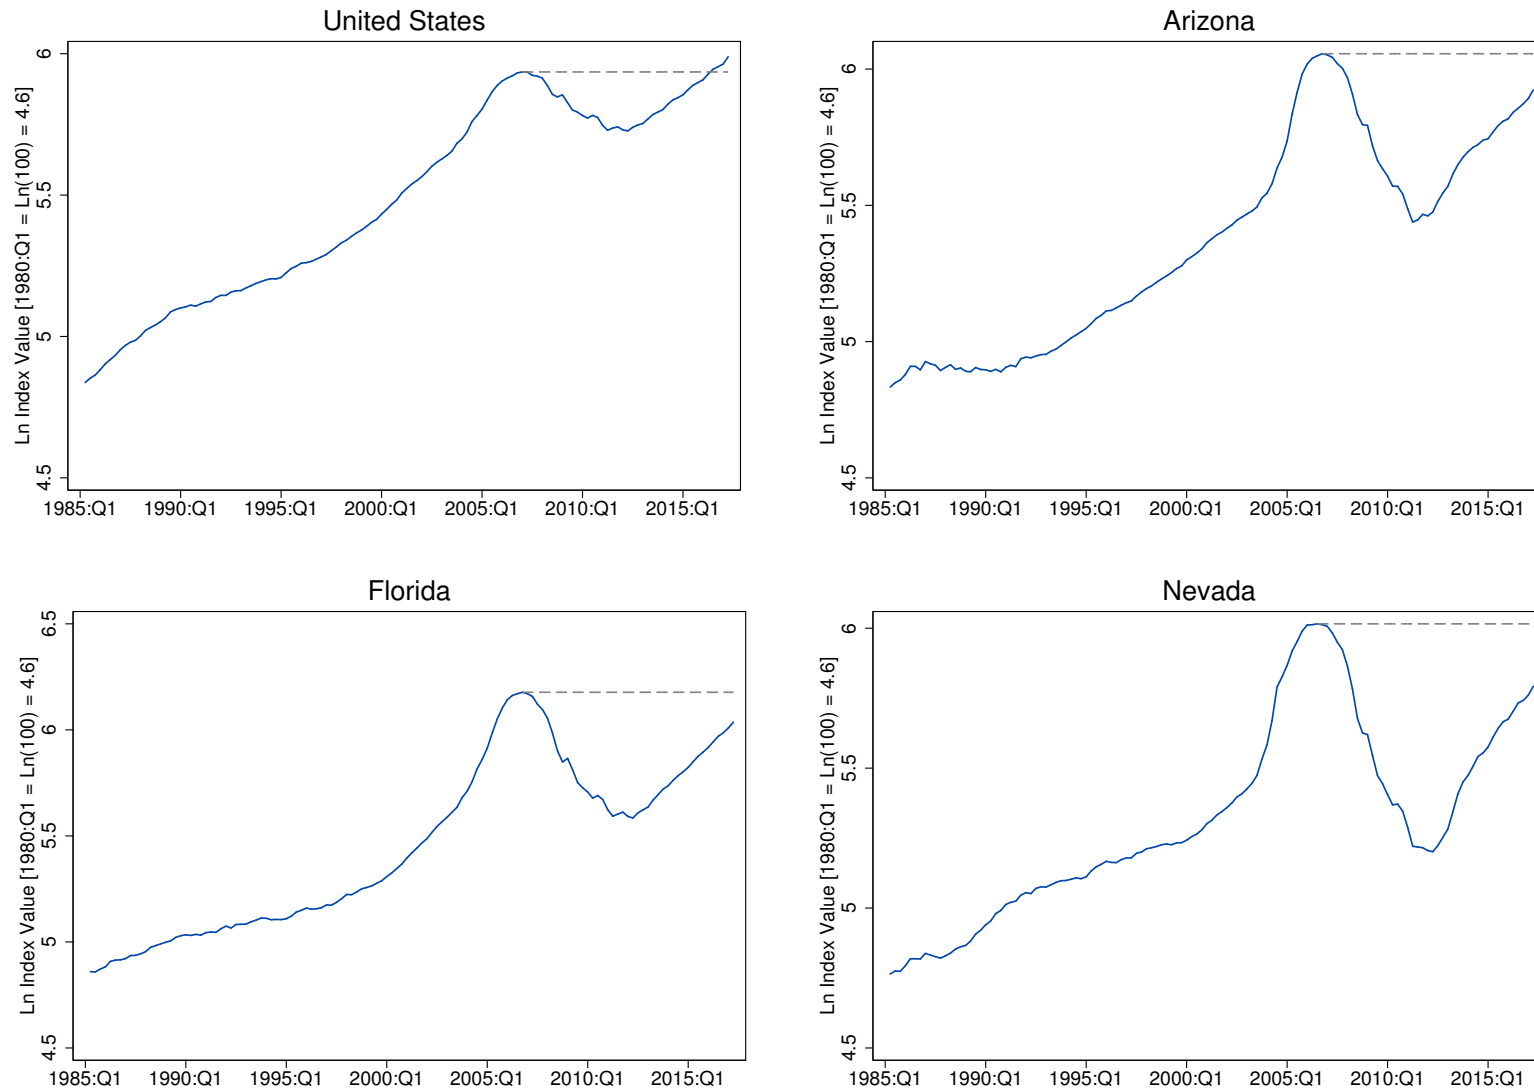 United States
Ln Index Value [1980:Q1 = Ln(100) = 4.6]
6
5.5
5
4.5
1985:Q1 1990:Q1 1995:Q1 2000:Q1 2005:Q1 2010:Q1 2015:Q1
Arizona
Ln Index Value [1980:Q1 = Ln(100) = 4.6]
6
5.5
5
4.5
1985:Q1 1990:Q1 1995:Q1 2000:Q1 2005:Q1 2010:Q1 2015:Q1
Florida
Ln Index Value [1980:Q1 = Ln(100) = 4.6]
6.5
6
5.5
5
4.5
1985:Q1 1990:Q1 1995:Q1 2000:Q1 2005:Q1 2010:Q1 2015:Q1
Nevada
Ln Index Value [1980:Q1 = Ln(100) = 4.6]
6
5.5
5
4.5
1985:Q1 1990:Q1 1995:Q1 2000:Q1 2005:Q1 2010:Q1 2015:Q1